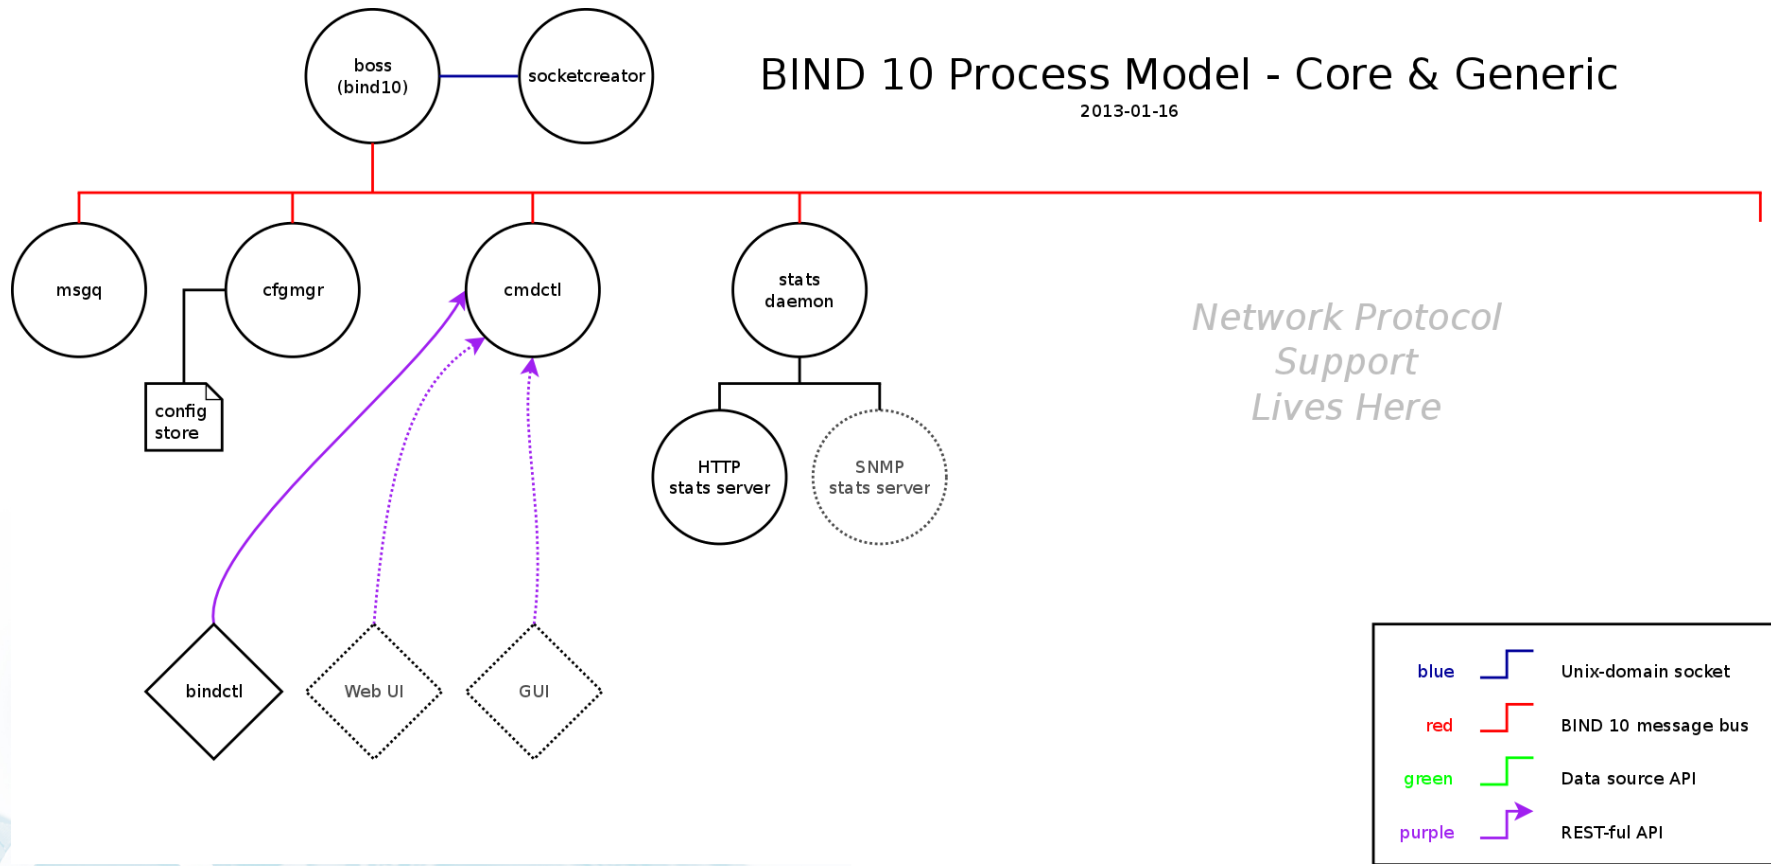 BIND 10 Process Model - Core & Generic
2013-01-16
boss
(bind10)
socketcreator
msgq
cfgmgr
cmdctl
stats
daemon
Network Protocol
Support
Lives Here
config
store
HTTP
stats server
SNMP
stats server
bindctl
Web UI
GUI
blue Unix-domain socket
red BIND 10 message bus
green Data source API
purple REST-ful API